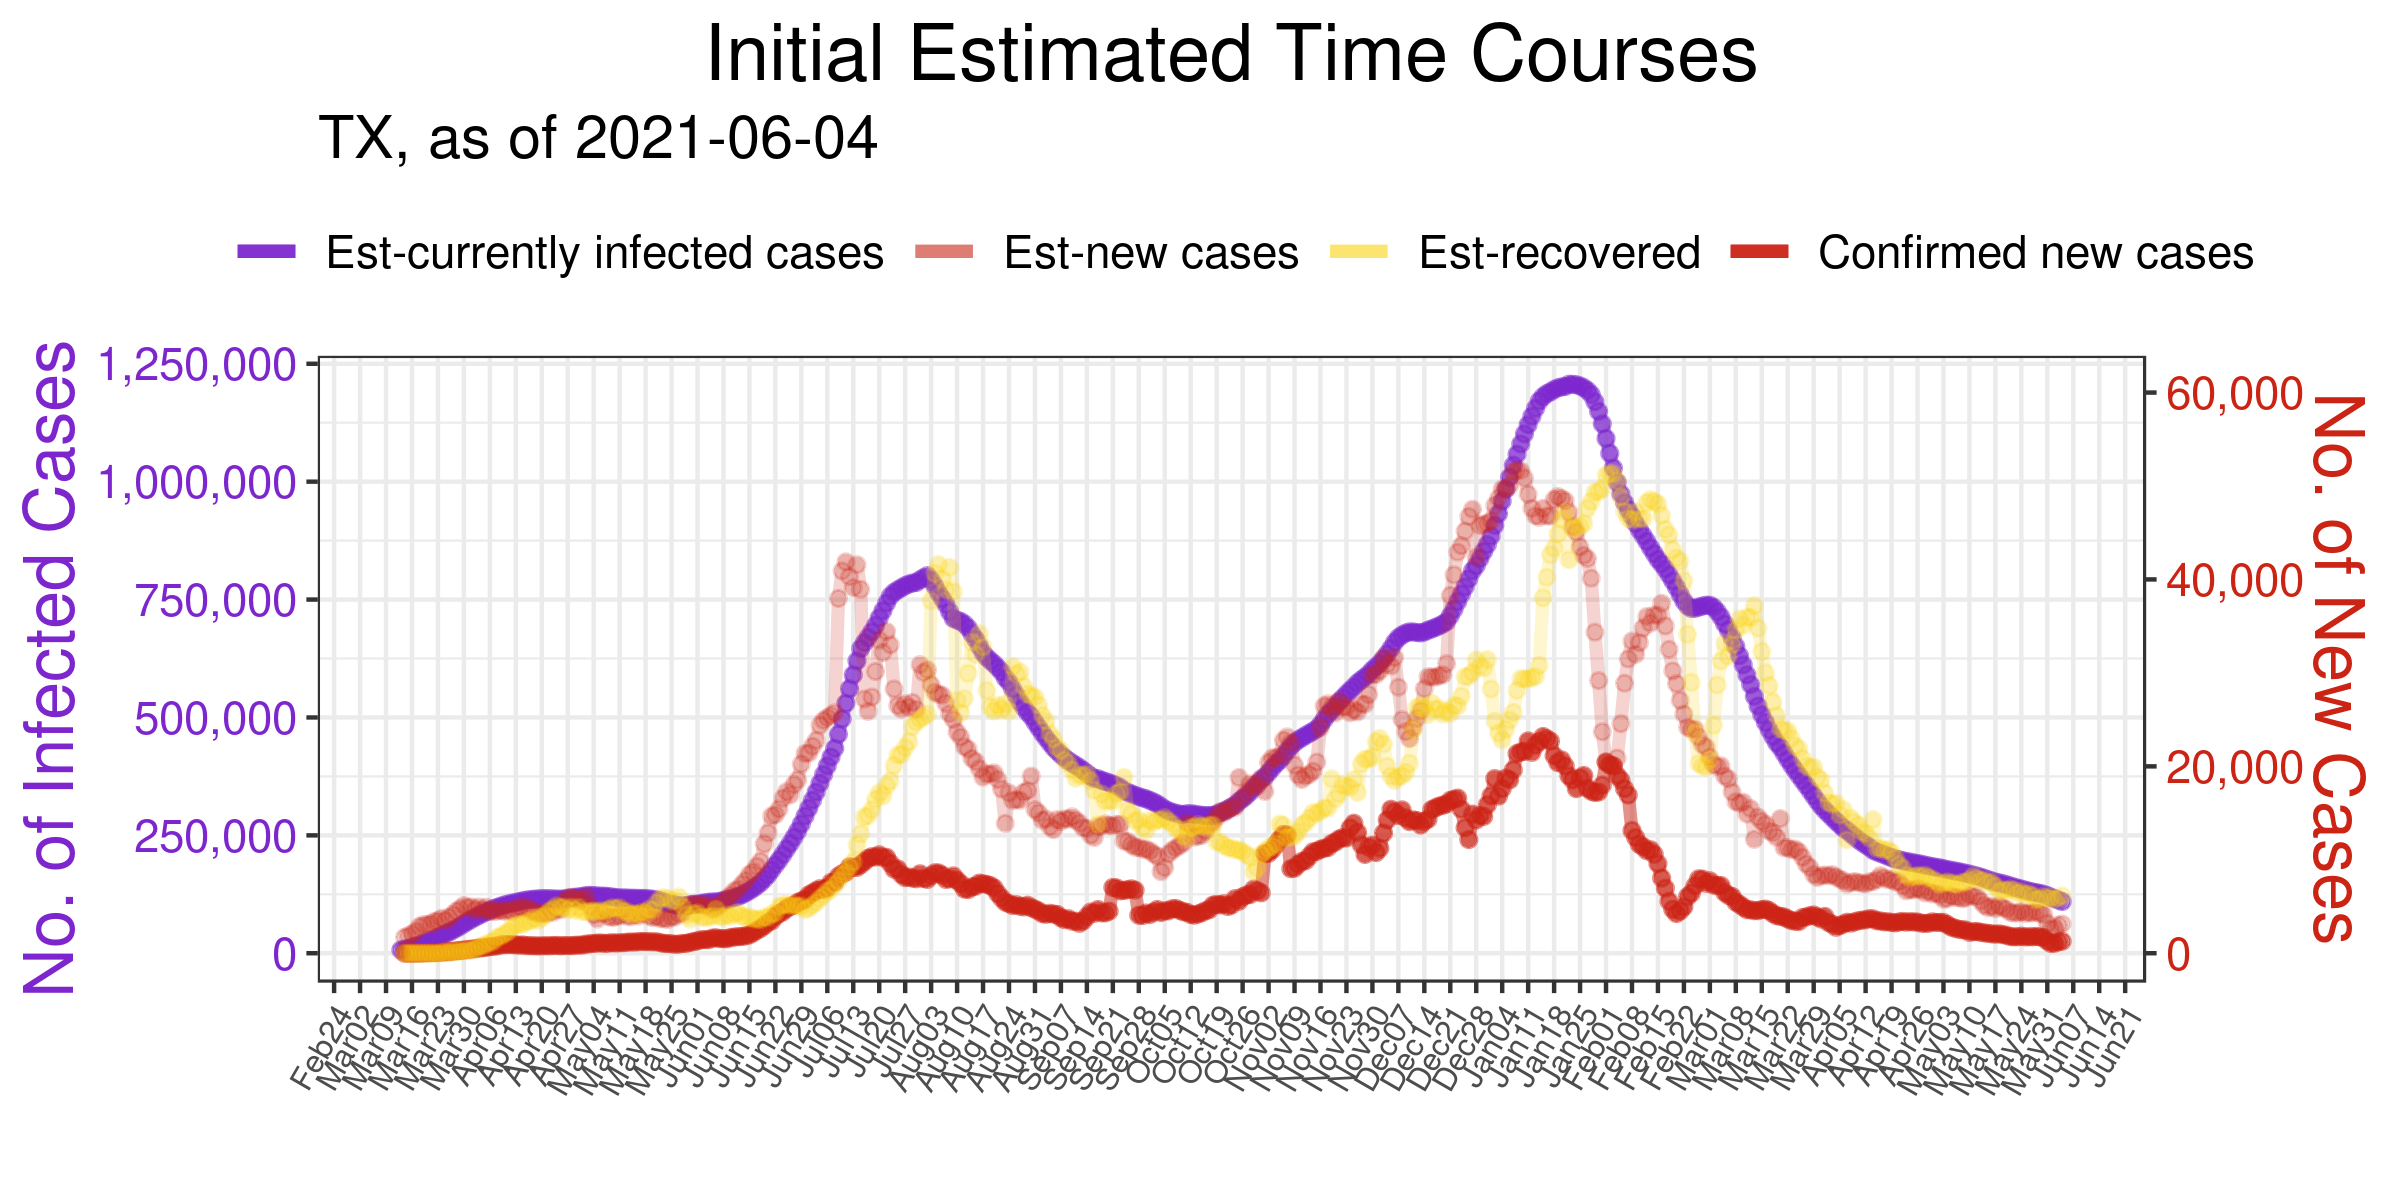 Initial Estimated Time Courses
TX, as of 2021-06-04
Est-currently infected cases Est-new cases Est-recovered Confirmed new cases
No. of Infected Cases
1,250,000
1,000,000
750,000
500,000
250,000
0
60,000
40,000
20,000
0
No. of New Cases
Feb24 Mar02 Mar09 Mar16 Mar23 Mar30 Apr06 Apr13 Apr20 Apr27 May04 May11 May18 May25 Jun01 Jun08 Jun15 Jun22 Jun29 Jul06 Jul13 Jul20 Jul27 Aug03 Aug10 Aug17 Aug24 Aug31 Sep07 Sep14 Sep21 Sep28 Oct05 Oct12 Oct19 Oct26 Nov02 Nov09 Nov16 Nov23 Nov30 Dec07 Dec14 Dec21 Dec28 Jan04 Jan11 Jan18 Jan25 Feb01 Feb08 Feb15 Feb22 Mar01 Mar08 Mar15 Mar22 Mar29 Apr05 Apr12 Apr19 Apr26 May03 May10 May17 May24 May31 Jun07 Jun14 Jun21